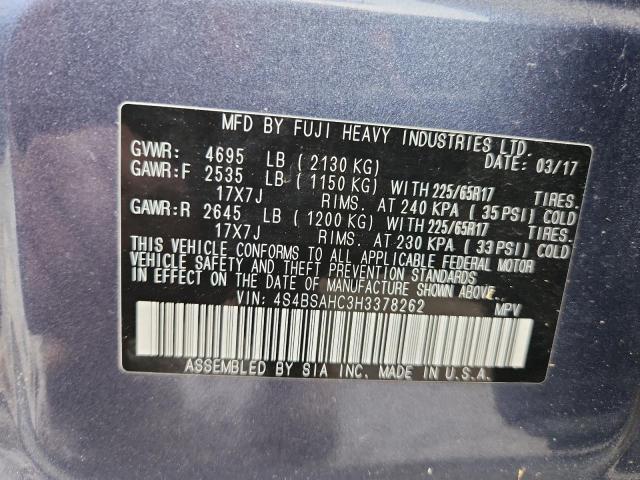 MFD BY FUJI HEAVY INDUSTRIES LTD.
GVWR: 4695 LB (2130 KG) DATE: 03/17
GAWR:F 2535 LB (1150 KG) WITH 225/65R17 TIRES.
17X7J RIMS. AT 240 KPA (35 PSI) COLD
GAWR:R 2645 LB (1200 KG) WITH 225/65R17 TIRES.
17X7J RIMS. AT 230 KPA (33 PSI) COLD
THIS VEHICLE CONFORMS TO ALL APPLICABLE FEDERAL MOTOR
VEHICLE SAFETY AND THEFT PREVENTION STANDARDS
IN EFFECT ON THE DATE OF MANUFACTURE SHOWN ABOVE.
VIN: 4S4BSAHC3H3378262 MPV
ASSEMBLED BY SIA INC. MADE IN U.S.A.